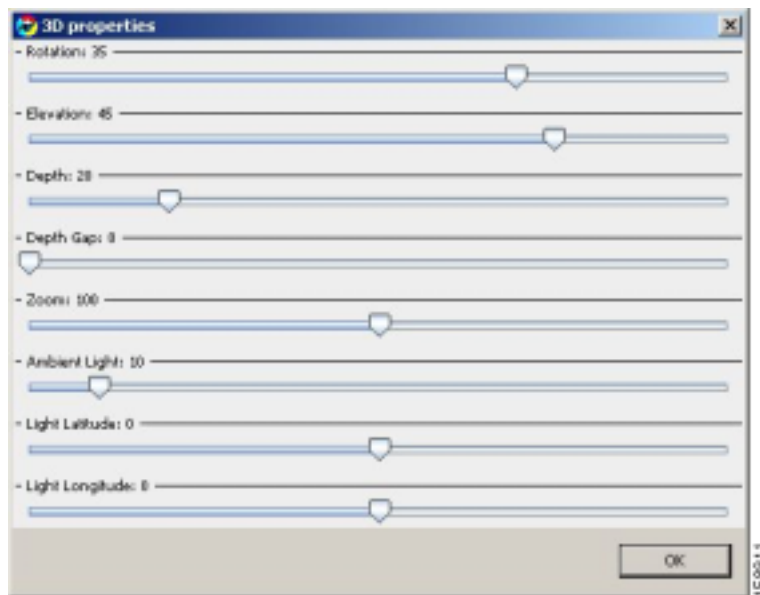 3D properties
Rotation: 35
Elevation: 45
Depth: 20
Depth Gap: 0
Zoom: 100
Ambient Light: 10
Light Latitude: 0
Light Longitude: 0
OK